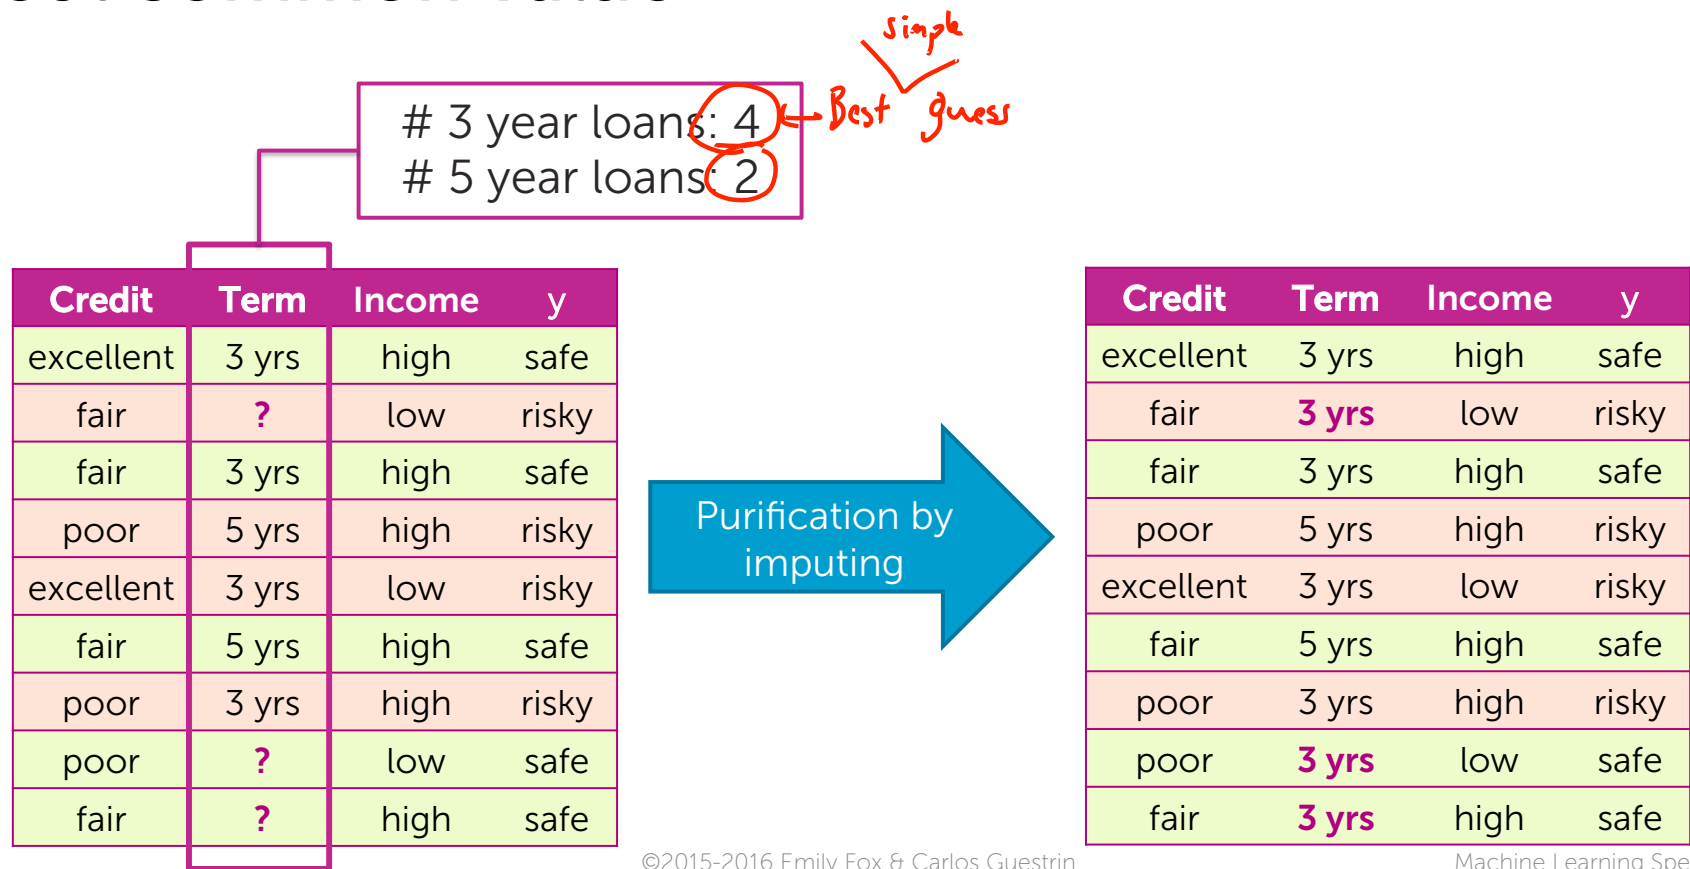 simple
# 3 year loans: 4 Best guess
# 5 year loans: 2
Credit Term Income y
excellent 3 yrs high safe
fair ? low risky
fair 3 yrs high safe
poor 5 yrs high risky
excellent 3 yrs low risky
fair 5 yrs high safe
poor 3 yrs high risky
poor ? low safe
fair ? high safe
Purification by
imputing
Credit Term Income y
excellent 3 yrs high safe
fair 3 yrs low risky
fair 3 yrs high safe
poor 5 yrs high risky
excellent 3 yrs low risky
fair 5 yrs high safe
poor 3 yrs high risky
poor 3 yrs low safe
fair 3 yrs high safe
©2015-2016 Emily Fox & Carlos Guestrin
Machine Learning Spe